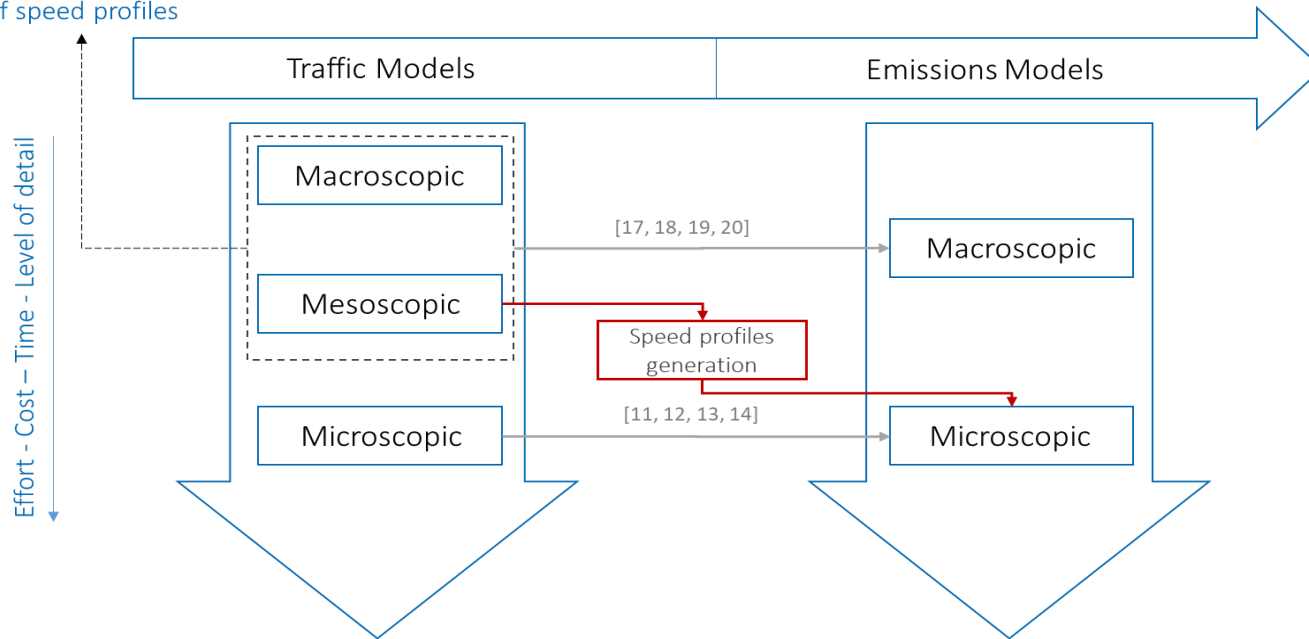 f speed profiles
Traffic Models
Emissions Models
Effort - Cost – Time - Level of detail
Macroscopic
[17, 18, 19, 20]
Macroscopic
Mesoscopic
Speed profiles
generation
[11, 12, 13, 14]
Microscopic
Microscopic